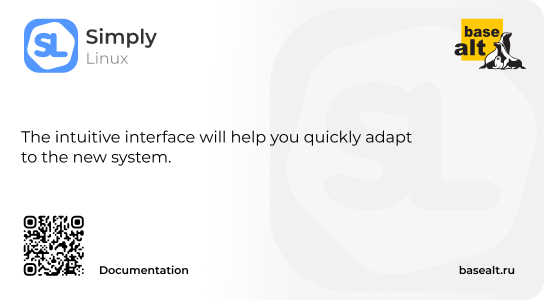 SL
Simply
Linux
base
alt
The intuitive interface will help you quickly adapt
to the new system.
Documentation
basealt.ru